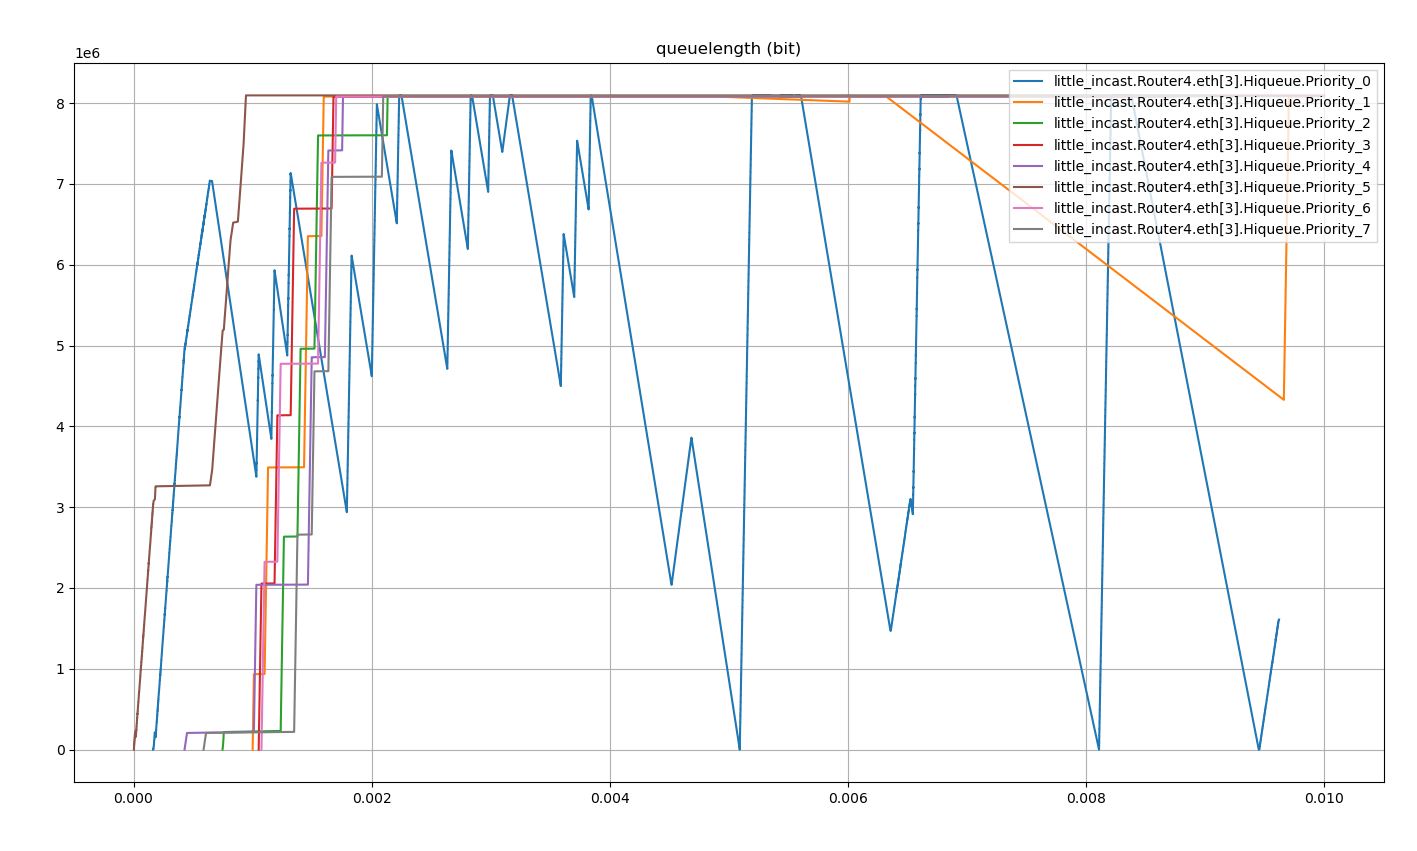 queuelength (bit)
1e6
8
7
6
5
4
3
2
1
0
0.000 0.002 0.004 0.006 0.008 0.010
little_incast.Router4.eth[3].Hiqueue.Priority_0
little_incast.Router4.eth[3].Hiqueue.Priority_1
little_incast.Router4.eth[3].Hiqueue.Priority_2
little_incast.Router4.eth[3].Hiqueue.Priority_3
little_incast.Router4.eth[3].Hiqueue.Priority_4
little_incast.Router4.eth[3].Hiqueue.Priority_5
little_incast.Router4.eth[3].Hiqueue.Priority_6
little_incast.Router4.eth[3].Hiqueue.Priority_7